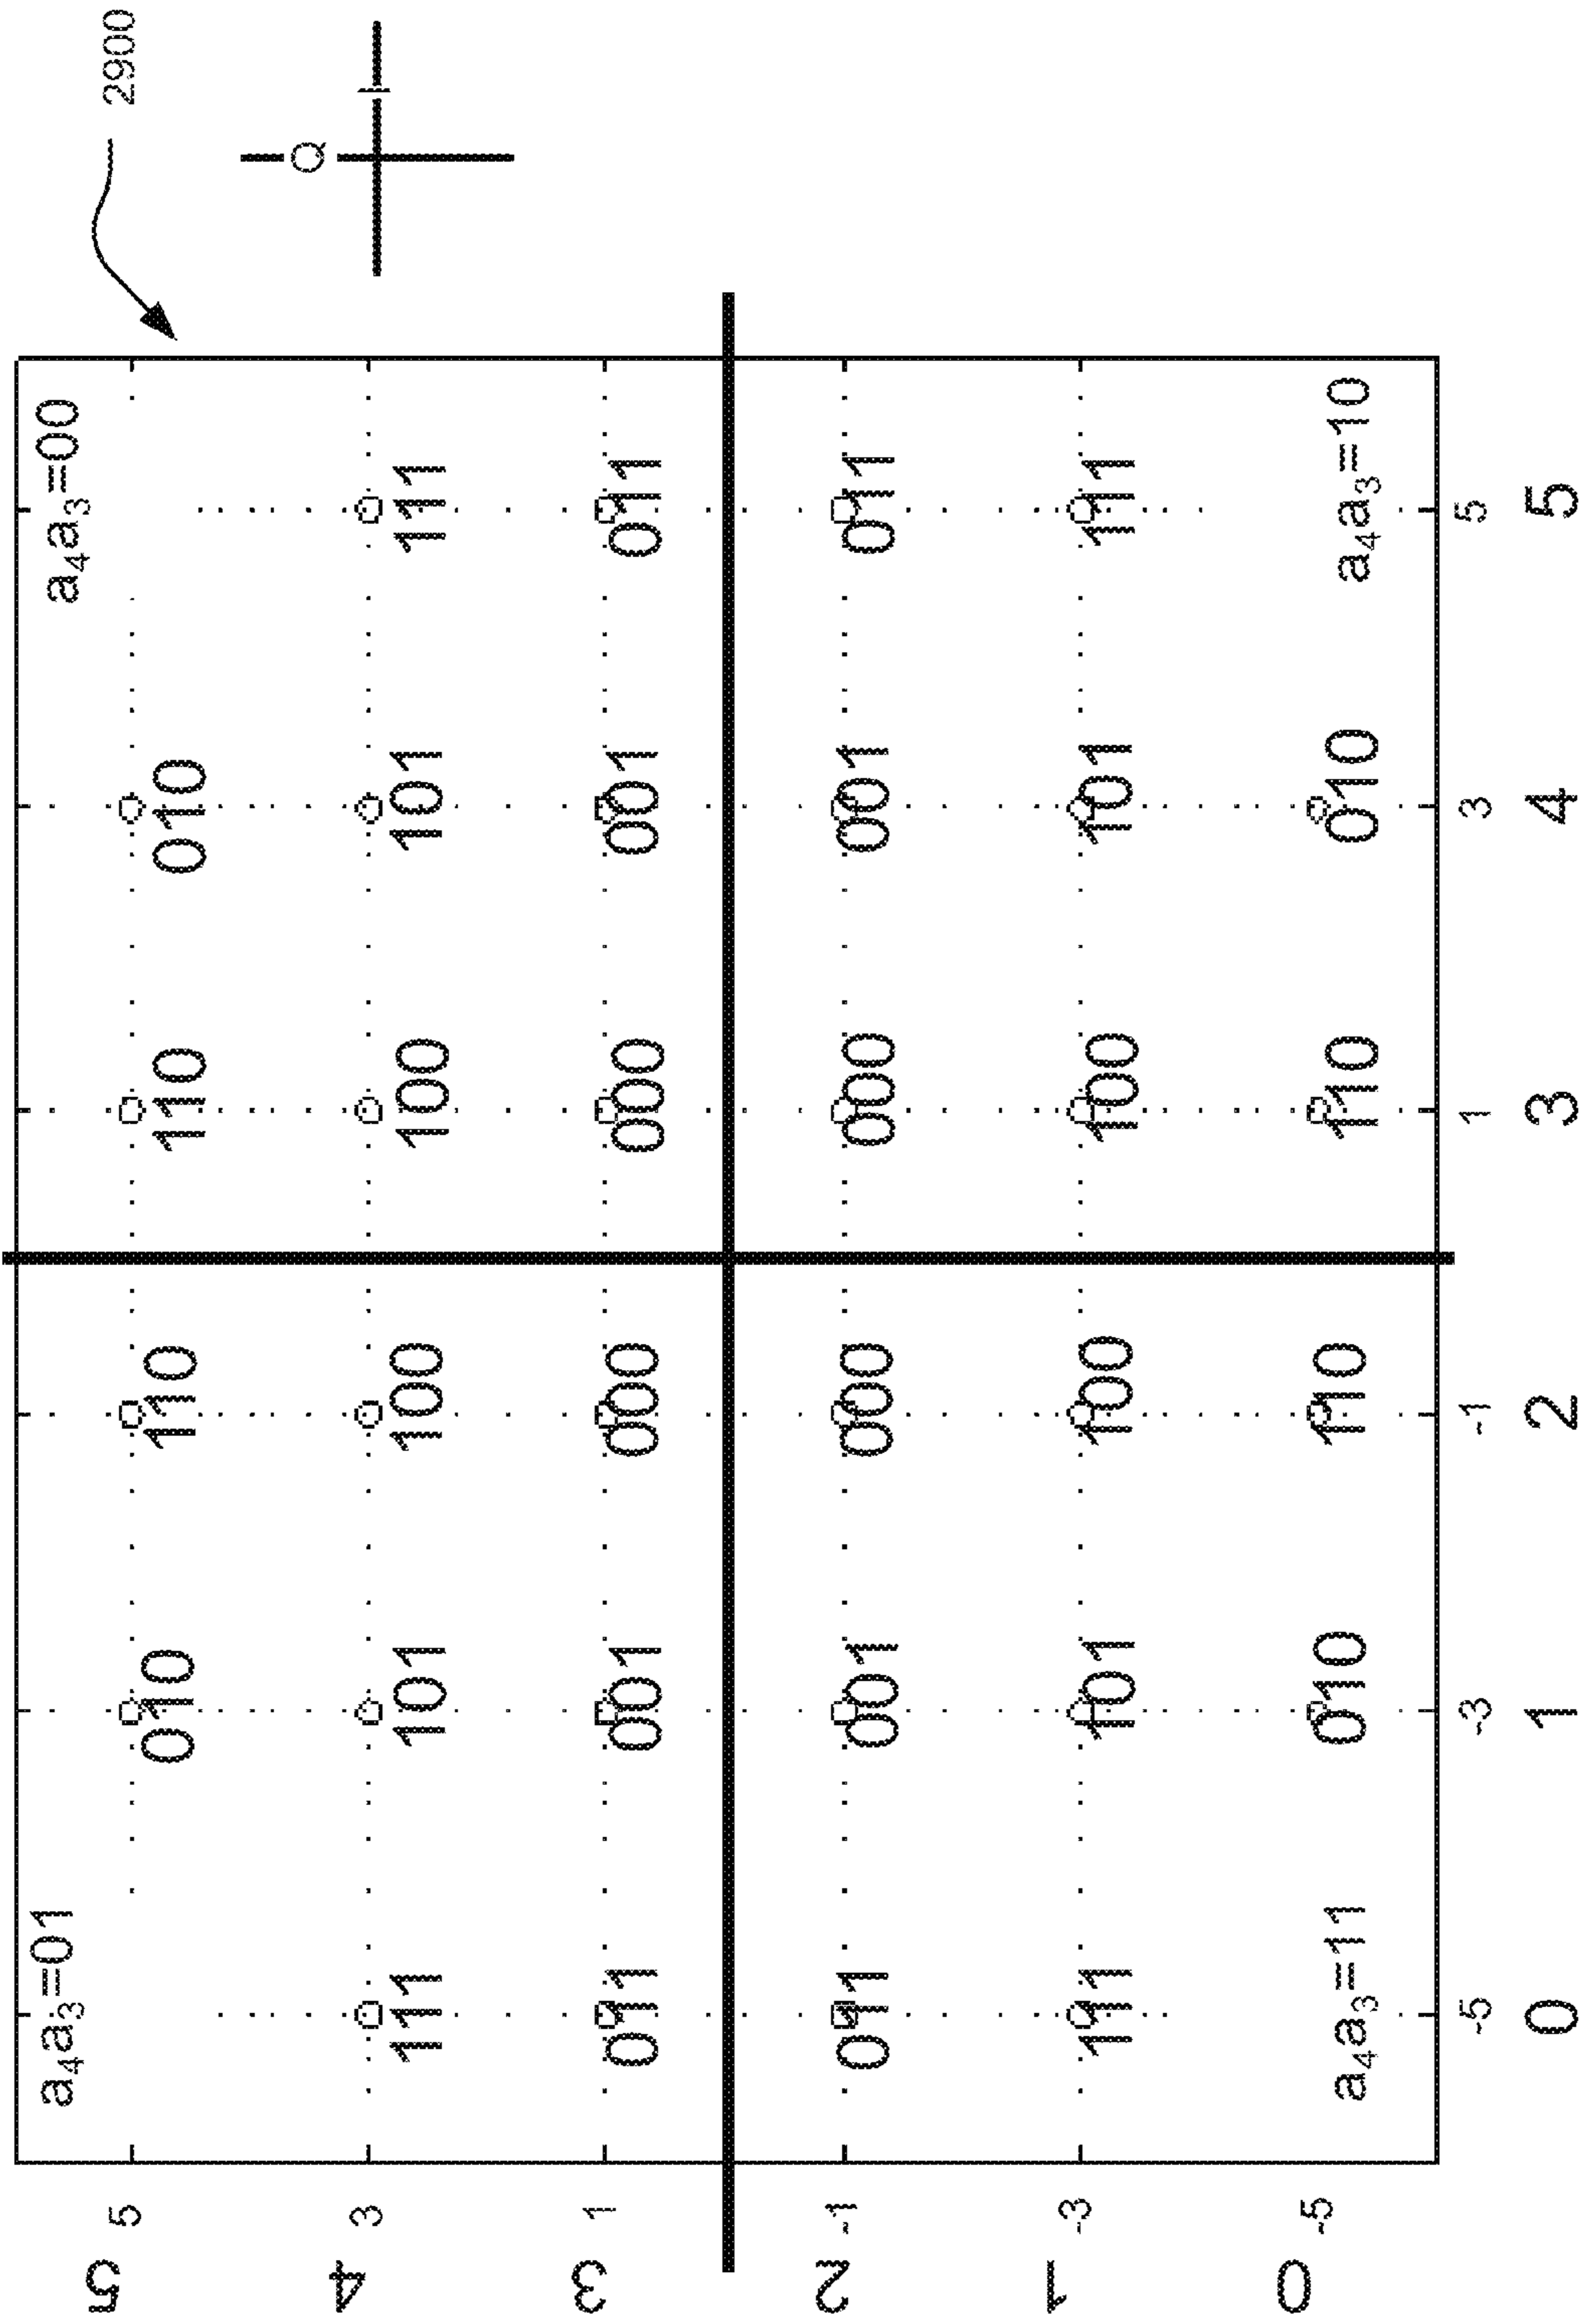 a₄a₃=01 a₄a₃=00 2900
5 5 010 110 110 010
Q
I
4 3 111 101 100 100 101 111
3 1 011 001 000 000 001 011
2 -1 011 001 000 000 001 011
1 -3 111 101 100 100 101 111
0 -5 010 110 110 010
a₄a₃=11 a₄a₃=10
-5 -3 -1 1 3 5
0 1 2 3 4 5